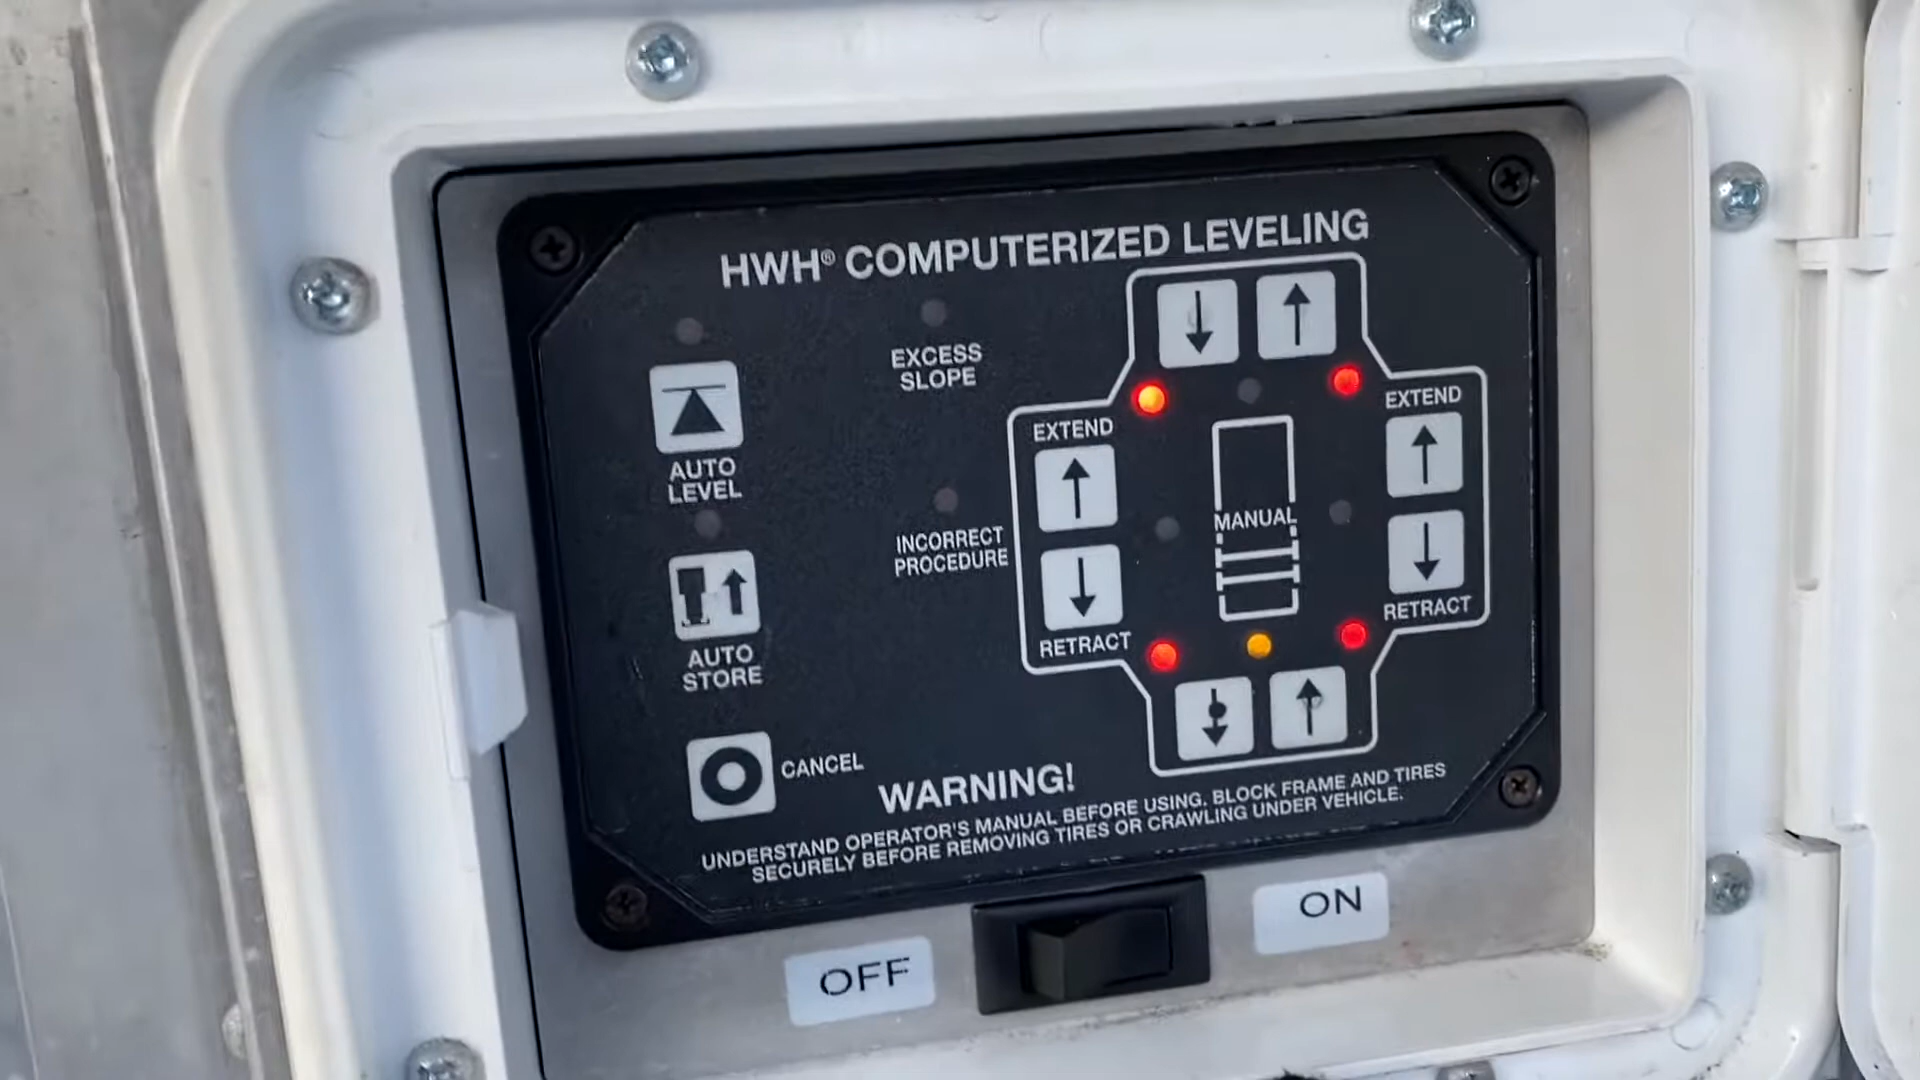 HWH® COMPUTERIZED LEVELING
EXCESS
SLOPE
AUTO
LEVEL
INCORRECT
PROCEDURE
AUTO
STORE
CANCEL
EXTEND
RETRACT
MANUAL
EXTEND
RETRACT
WARNING!
UNDERSTAND OPERATOR'S MANUAL BEFORE USING. BLOCK FRAME AND TIRES
SECURELY BEFORE REMOVING TIRES OR CRAWLING UNDER VEHICLE.
OFF
ON